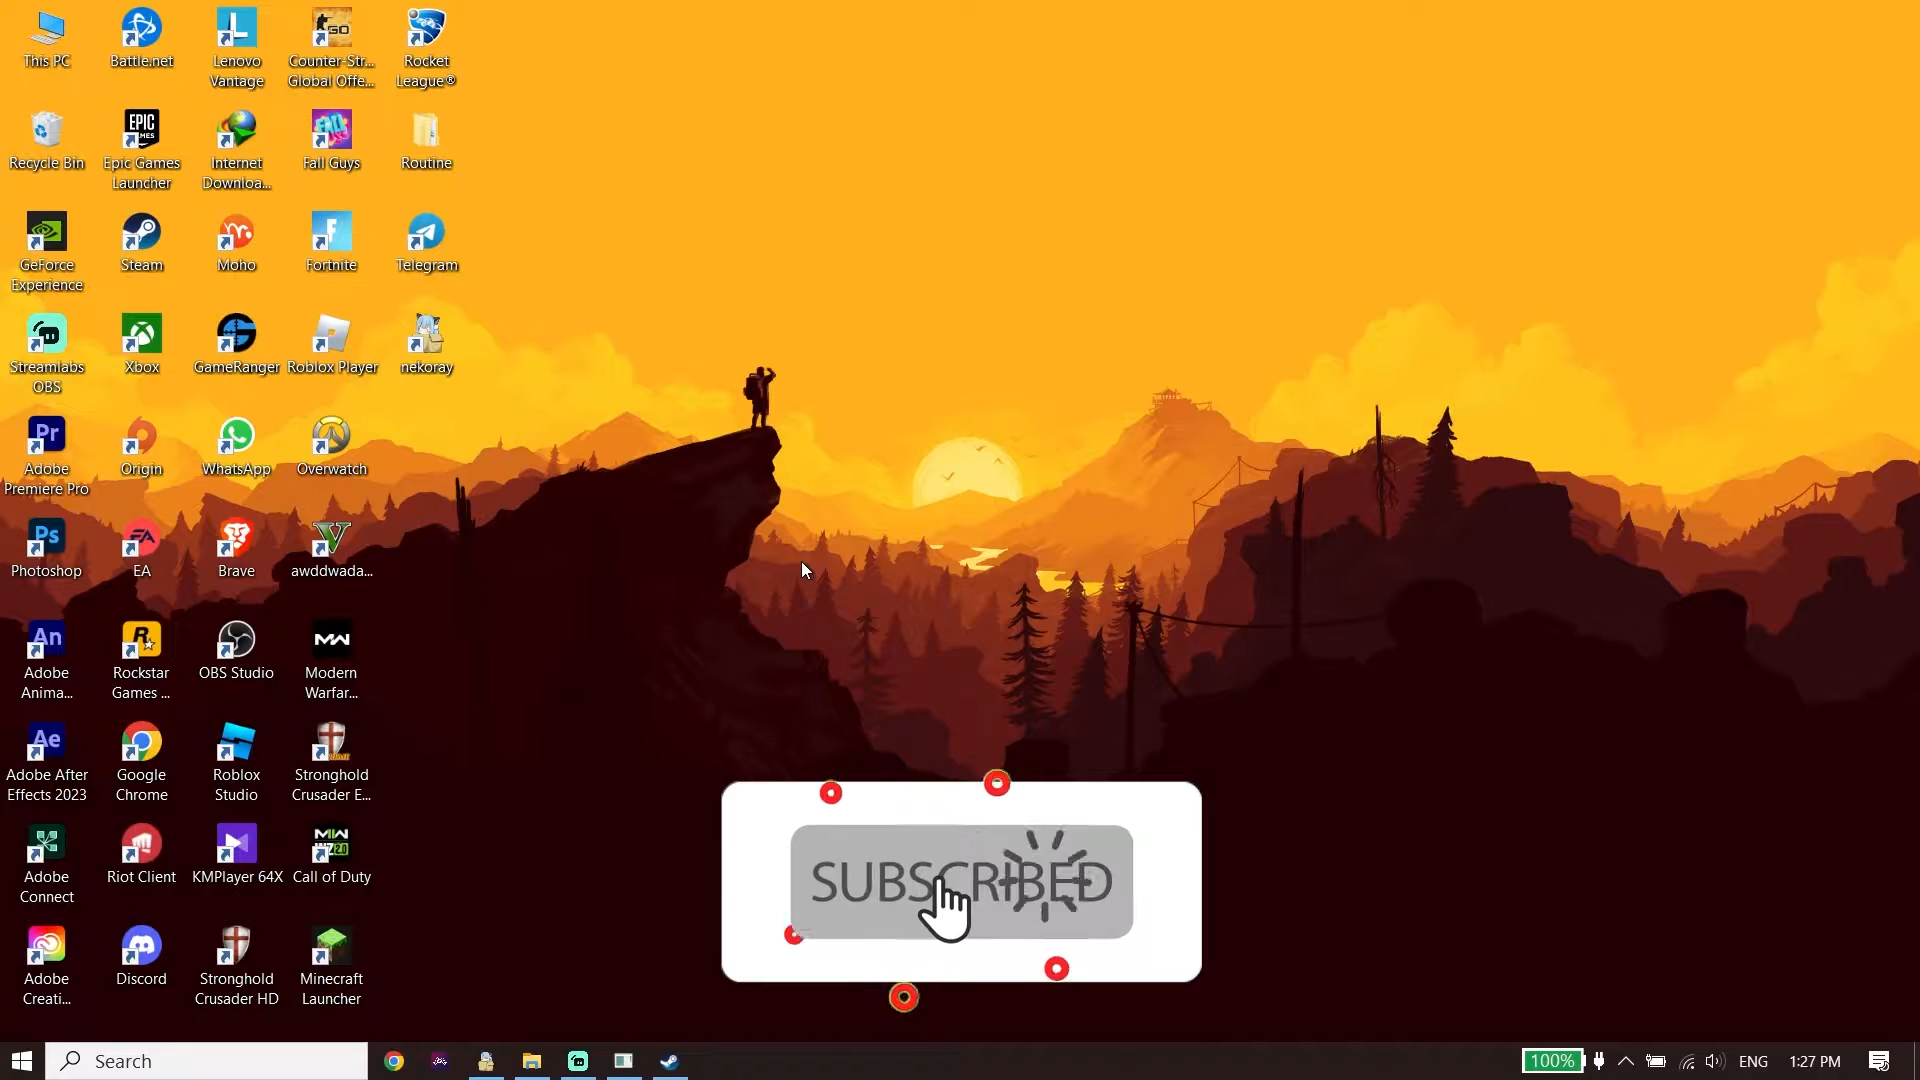 This PC
Battle.net
Lenovo
Vantage
Counter-Str...
Global Offe...
Rocket
League®
Recycle Bin
Epic Games
Launcher
Internet
Downloa...
Fall Guys
Routine
GeForce
Experience
Steam
Moho
Fortnite
Telegram
Streamlabs
OBS
Xbox
GameRanger
Roblox Player
nekoray
Adobe
Premiere Pro
Origin
WhatsApp
Overwatch
Photoshop
EA
Brave
awddwada...
Adobe
Anima...
Rockstar
Games ...
OBS Studio
Modern
Warfar...
Adobe After
Effects 2023
Google
Chrome
Roblox
Studio
Stronghold
Crusader E...
Adobe
Connect
Riot Client
KMPlayer 64X
Call of Duty
Adobe
Creati...
Discord
Stronghold
Crusader HD
Minecraft
Launcher
SUBSCRIBED
Search
100%
ENG
1:27 PM